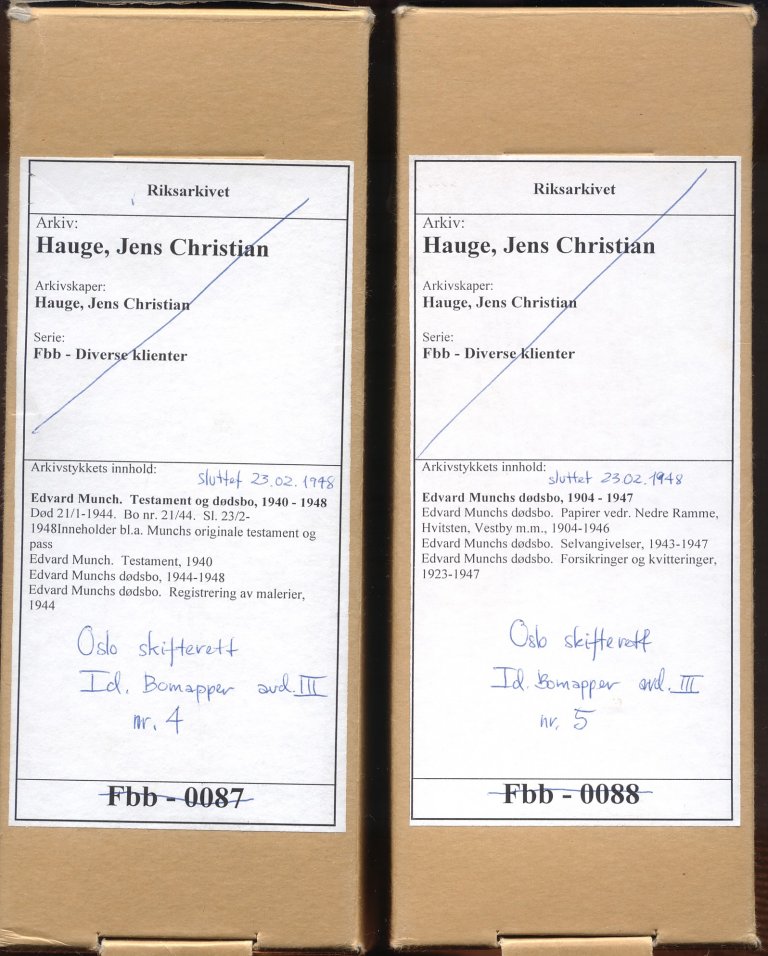 Riksarkivet
Arkiv:
Hauge, Jens Christian
Arkivskaper:
Hauge, Jens Christian
Serie:
Fbb - Diverse klienter
Arkivstykkets innhold:
sluttet 23.02.1948
Edvard Munch. Testament og dødsbo, 1940 - 1948
Død 21/1-1944. Bo nr. 21/44. Sl. 23/2-
1948Inneholder bl.a. Munchs originale testament og
pass
Edvard Munch. Testament, 1940
Edvard Munchs dødsbo, 1944-1948
Edvard Munchs dødsbo. Registrering av malerier,
1944
Oslo skifterett
Id. Bomapper avd. III
nr. 4
Fbb - 0087
Riksarkivet
Arkiv:
Hauge, Jens Christian
Arkivskaper:
Hauge, Jens Christian
Serie:
Fbb - Diverse klienter
Arkivstykkets innhold:
sluttet 23.02.1948
Edvard Munchs dødsbo, 1904 - 1947
Edvard Munchs dødsbo. Papirer vedr. Nedre Ramme,
Hvitsten, Vestby m.m., 1904-1946
Edvard Munchs dødsbo. Selvangivelser, 1943-1947
Edvard Munchs dødsbo. Forsikringer og kvitteringer,
1923-1947
Oslo skifterett
Id. Bomapper avd. III
nr. 5
Fbb - 0088